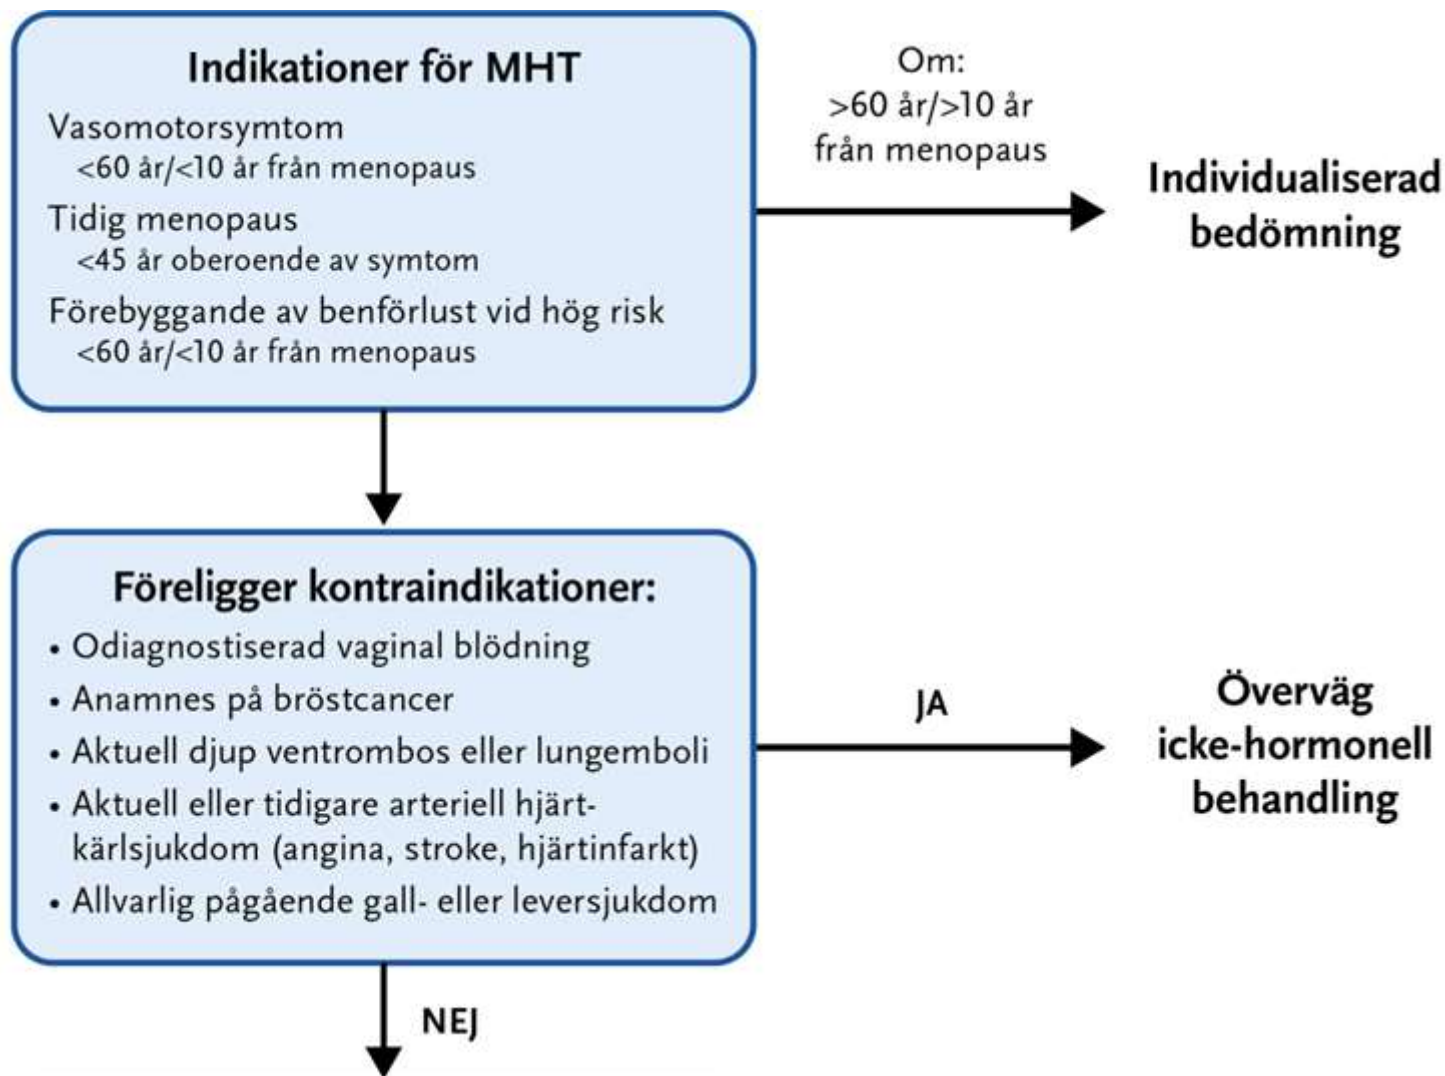 Indikationer för MHT
Vasomotorsymtom
<60 år/<10 år från menopaus
Tidig menopaus
<45 år oberoende av symtom
Förebyggande av benförlust vid hög risk
<60 år/<10 år från menopaus
Om:
>60 år/>10 år
från menopaus
Individualiserad
bedömning
Föreligger kontraindikationer:
• Odiagnostiserad vaginal blödning
• Anamnes på bröstcancer
• Aktuell djup ventrombos eller lungemboli
• Aktuell eller tidigare arteriell hjärt-
kärlsjukdom (angina, stroke, hjärtinfarkt)
• Allvarlig pågående gall- eller leversjukdom
JA
Överväg
icke-hormonell
behandling
NEJ